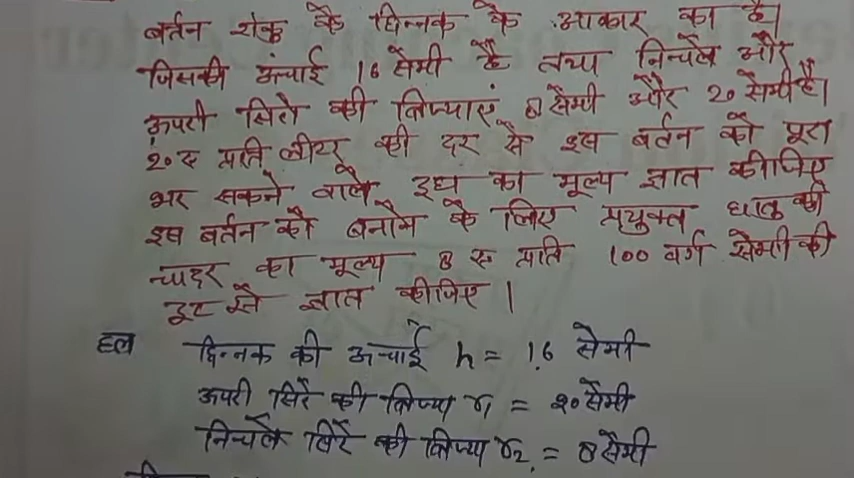 बर्तन शंकु के छिन्नक के आकार का है।
जिसकी ऊंचाई 16 सेमी है तथा निचले और
ऊपरी सिरो की त्रिज्याएं 8 सेमी और 20 सेमी है।
20 रु प्रति लीटर की दर से इस बर्तन को पूरा
भर सकने वाले दूध का मूल्य ज्ञात कीजिए
इस बर्तन को बनाने के लिए प्रयुक्त धातु की
चादर का मूल्य 8 रु प्रति 100 वर्ग सेमी की
दर से ज्ञात कीजिए।
हल छिन्नक की ऊचाई h = 16 सेमी
ऊपरी सिरे की त्रिज्या r₁ = 20 सेमी
निचले सिरे की त्रिज्या r₂ = 8 सेमी